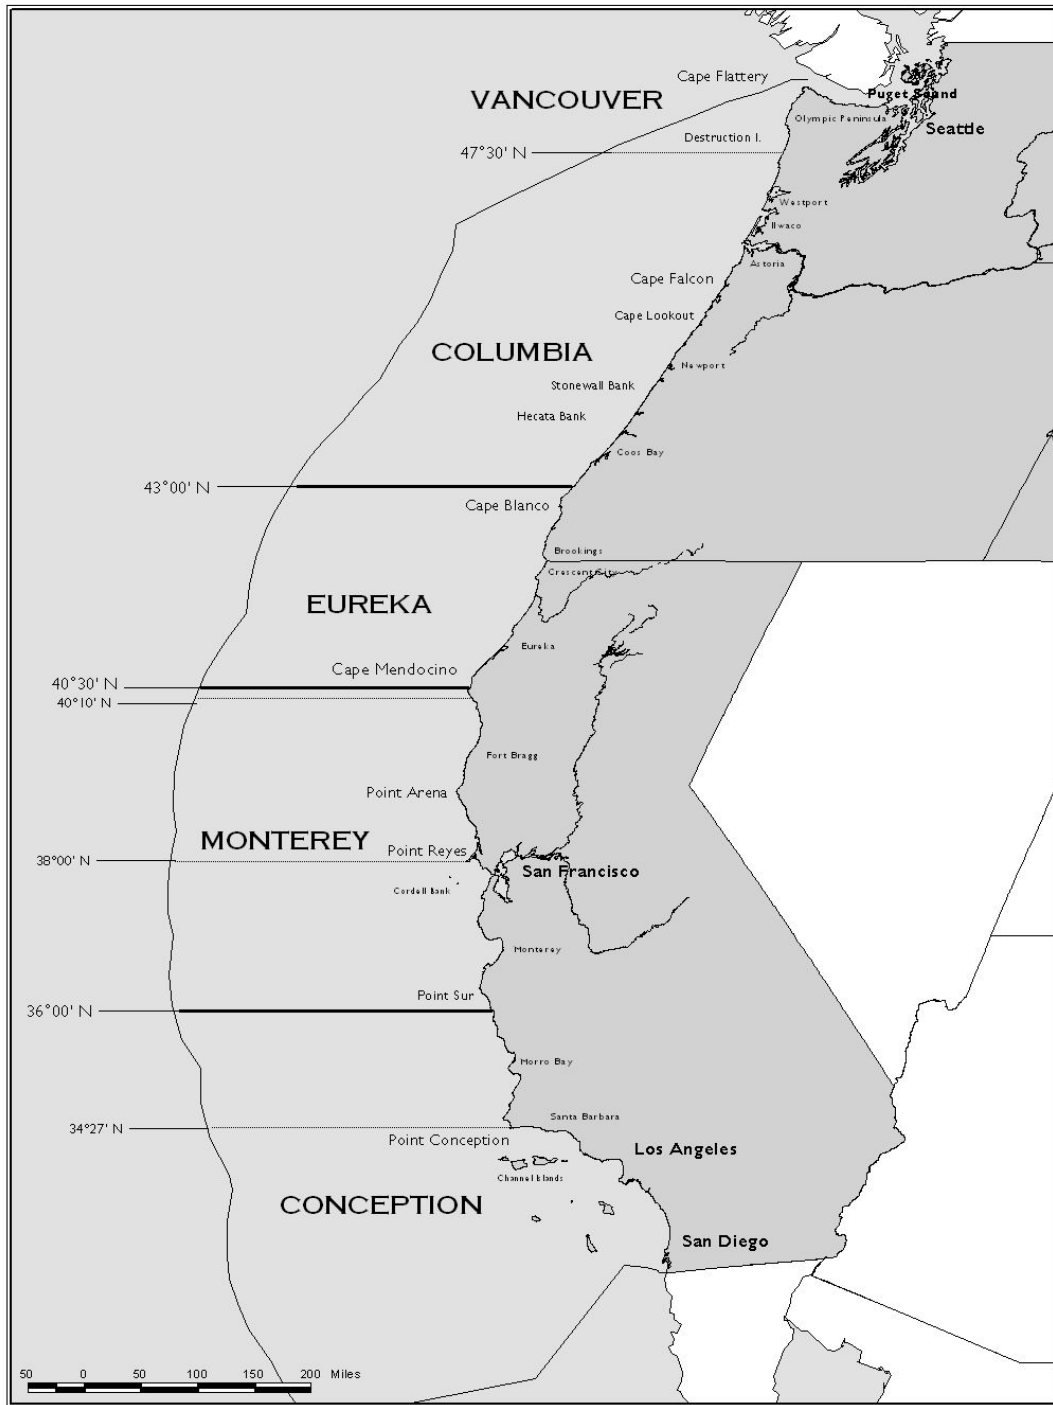 Cape Flattery
VANCOUVER
Puget Sound
Olympic Peninsula
Seattle
Destruction I.
47°30' N
Westport
Ilwaco
Astoria
Cape Falcon
Cape Lookout
COLUMBIA
Newport
Stonewall Bank
Hecata Bank
Coos Bay
43°00' N
Cape Blanco
Brookings
Crescent City
EUREKA
Eureka
Cape Mendocino
40°30' N
40°10' N
Fort Bragg
Point Arena
MONTEREY
Point Reyes
38°00' N
San Francisco
Cordell Bank
Monterey
Point Sur
36°00' N
Morro Bay
Santa Barbara
34°27' N
Point Conception
Los Angeles
Channel Islands
CONCEPTION
San Diego
50 0 50 100 150 200 Miles